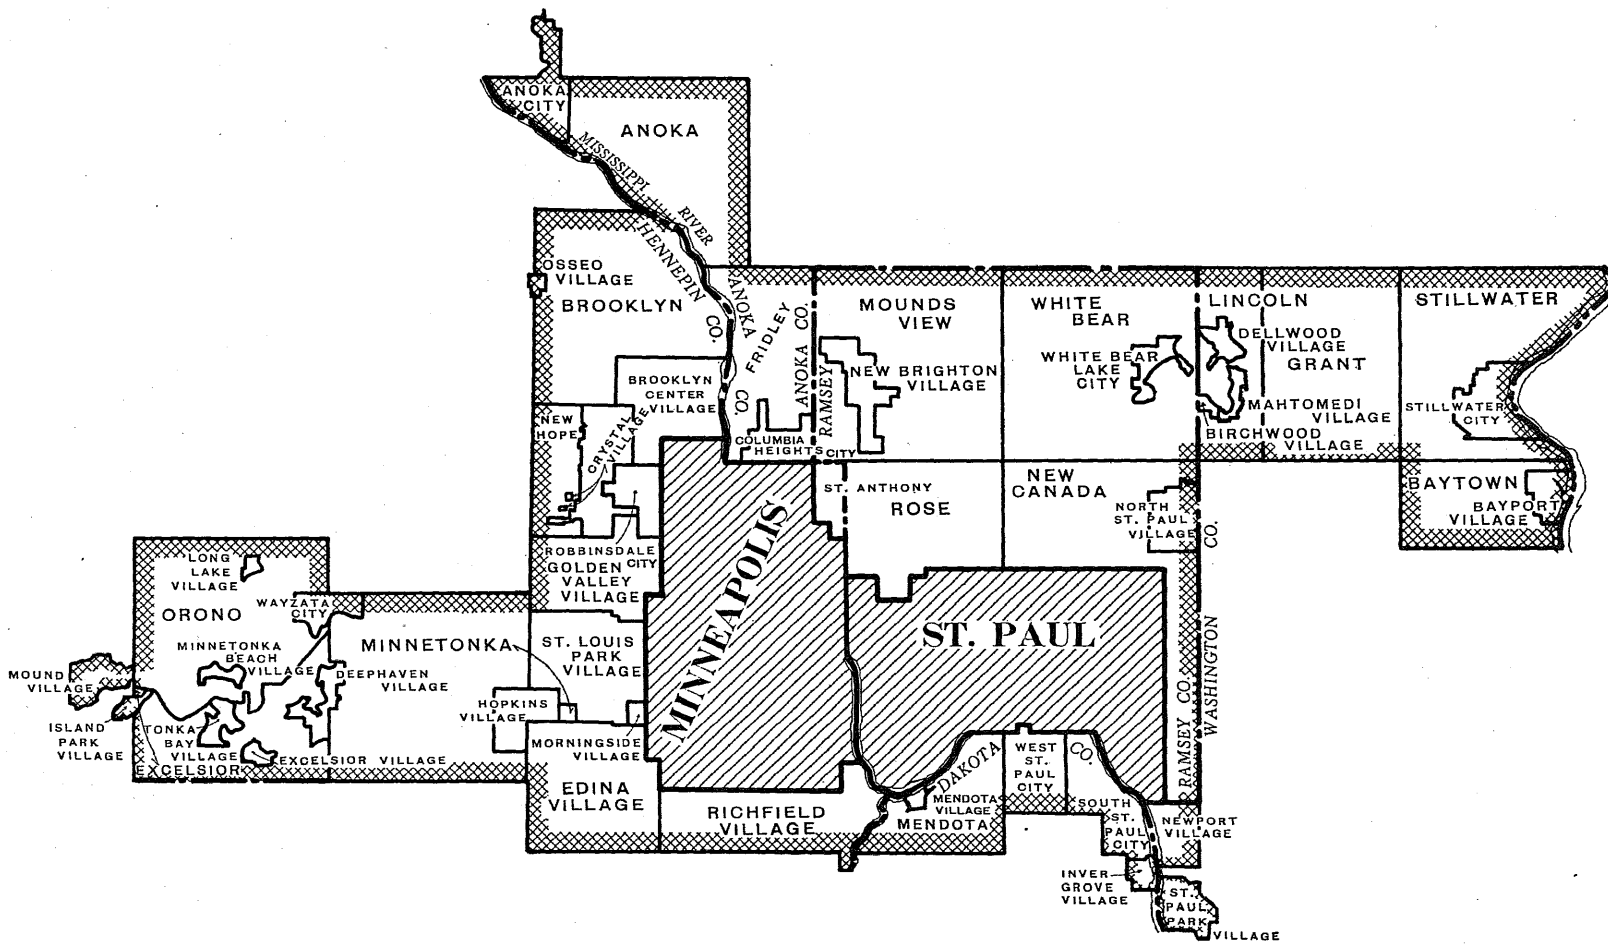 ANOKA
CITY
ANOKA
MISSISSIPPI
RIVER
HENNEPIN
CO.
ANOKA
CO.
OSSEO
VILLAGE
BROOKLYN
FRIDLEY
ANOKA CO.
RAMSEY
MOUNDS
VIEW
WHITE
BEAR
LINCOLN
STILLWATER
DELLWOOD
VILLAGE
GRANT
WHITE BEAR
LAKE
CITY
NEW BRIGHTON
VILLAGE
BROOKLYN
CENTER
VILLAGE
MAHTOMEDI
VILLAGE
STILLWATER
CITY
BIRCHWOOD
VILLAGE
NEW
HOPE
CRYSTAL
VILLAGE
COLUMBIA
HEIGHTS CITY
ST. ANTHONY
ROSE
NEW
CANADA
BAYTOWN
BAYPORT
VILLAGE
NORTH
ST. PAUL
VILLAGE
ROBBINSDALE
CITY
GOLDEN
VALLEY
VILLAGE
MINNEAPOLIS
ST. PAUL
RAMSEY CO.
WASHINGTON
CO.
LONG
LAKE
VILLAGE
ORONO
WAYZATA
CITY
MINNETONKA
BEACH
VILLAGE
MINNETONKA
ST. LOUIS
PARK
VILLAGE
MOUND
VILLAGE
DEEPHAVEN
VILLAGE
HOPKINS
VILLAGE
ISLAND
PARK
VILLAGE
TONKA
BAY
VILLAGE
EXCELSIOR
EXCELSIOR VILLAGE
MORNINGSIDE
VILLAGE
EDINA
VILLAGE
RICHFIELD
VILLAGE
DAKOTA
CO.
MENDOTA
VILLAGE
MENDOTA
WEST
ST.
PAUL
CITY
SOUTH
ST.
PAUL
CITY
NEWPORT
VILLAGE
INVER
GROVE
VILLAGE
ST.
PAUL
PARK
VILLAGE